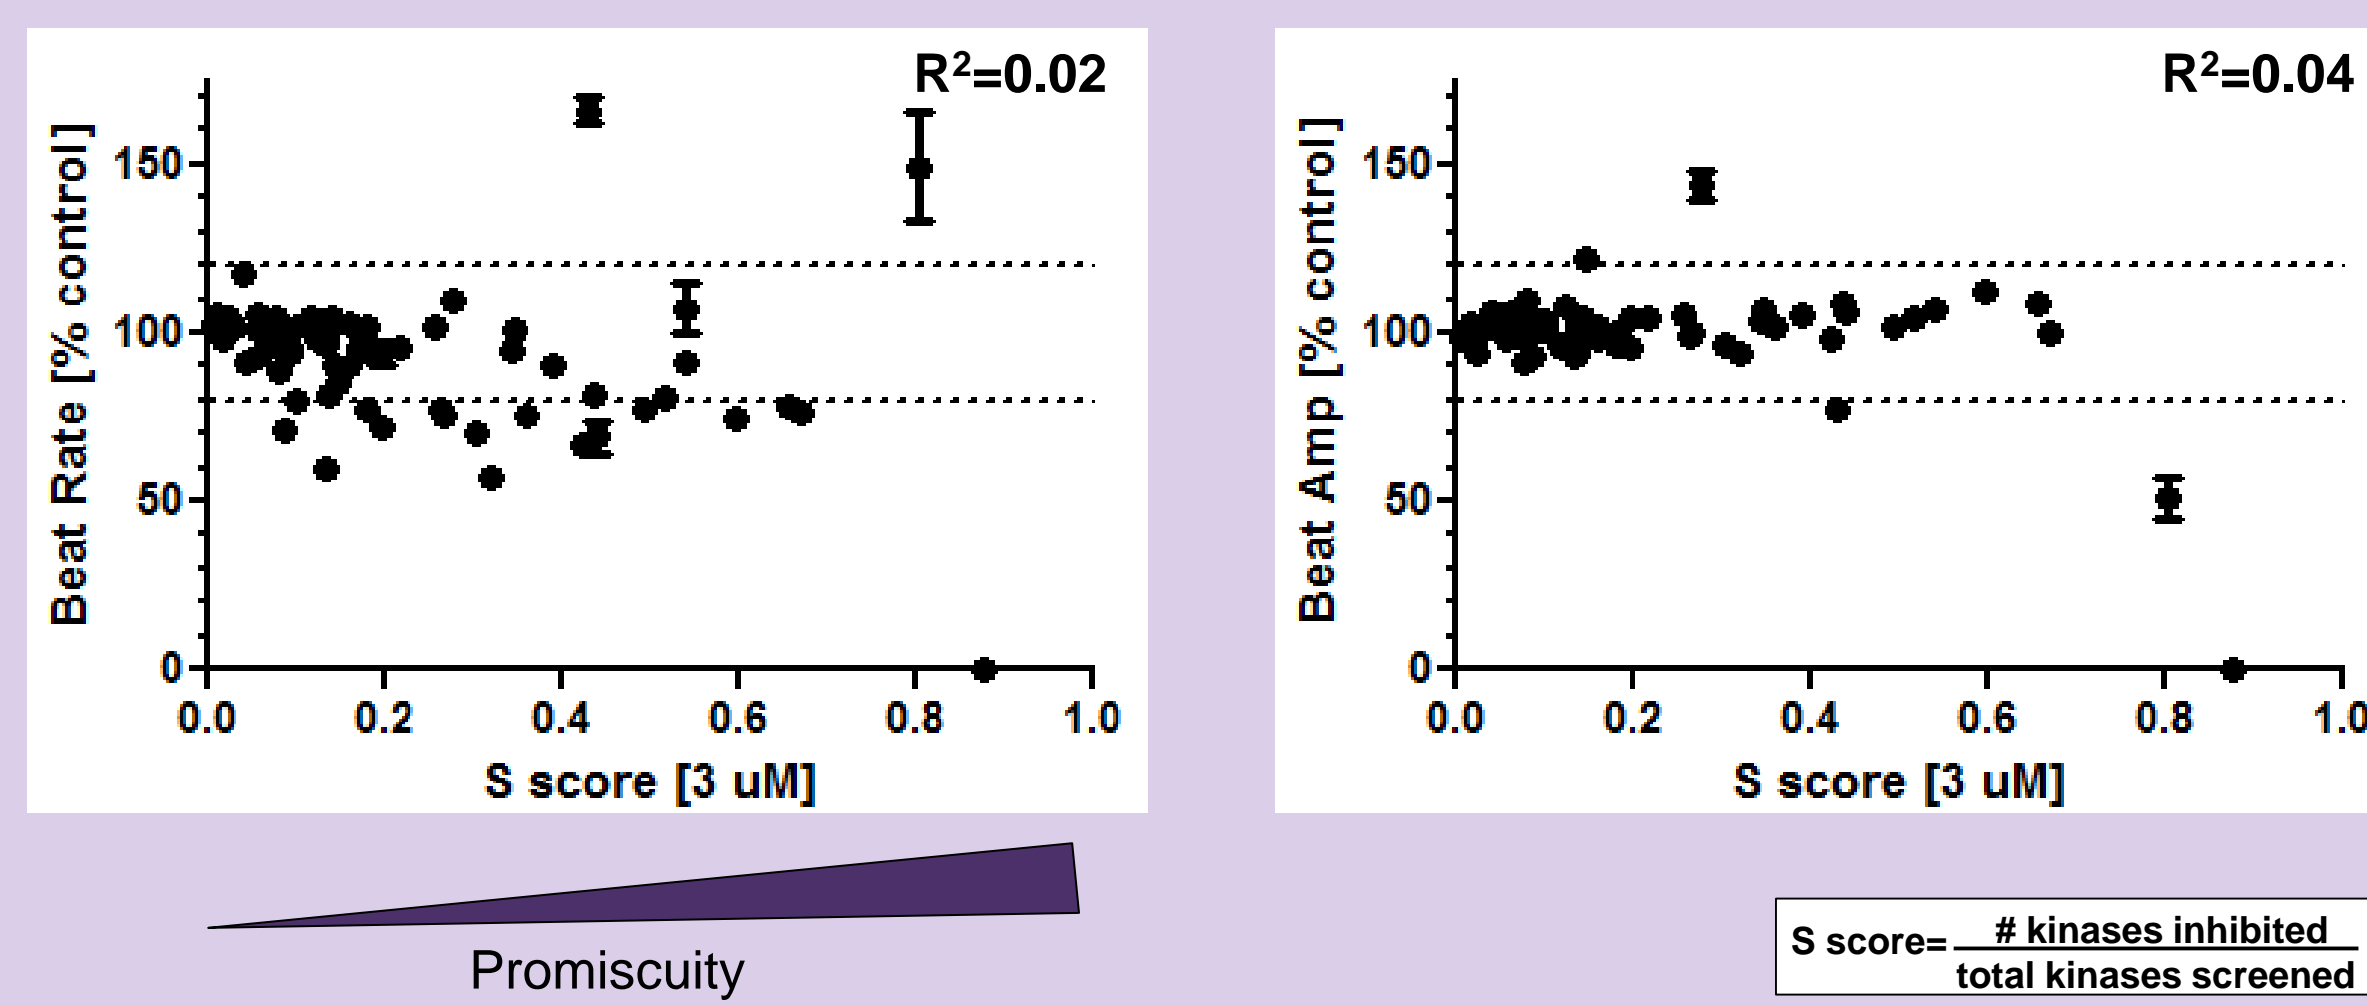 R²=0.02
Beat Rate [% control]
150
100
50
0
0.0 0.2 0.4 0.6 0.8 1.0
S score [3 uM]
R²=0.04
Beat Amp [% control]
150
100
50
0
0.0 0.2 0.4 0.6 0.8 1.0
S score [3 uM]
Promiscuity
S score= # kinases inhibited
total kinases screened